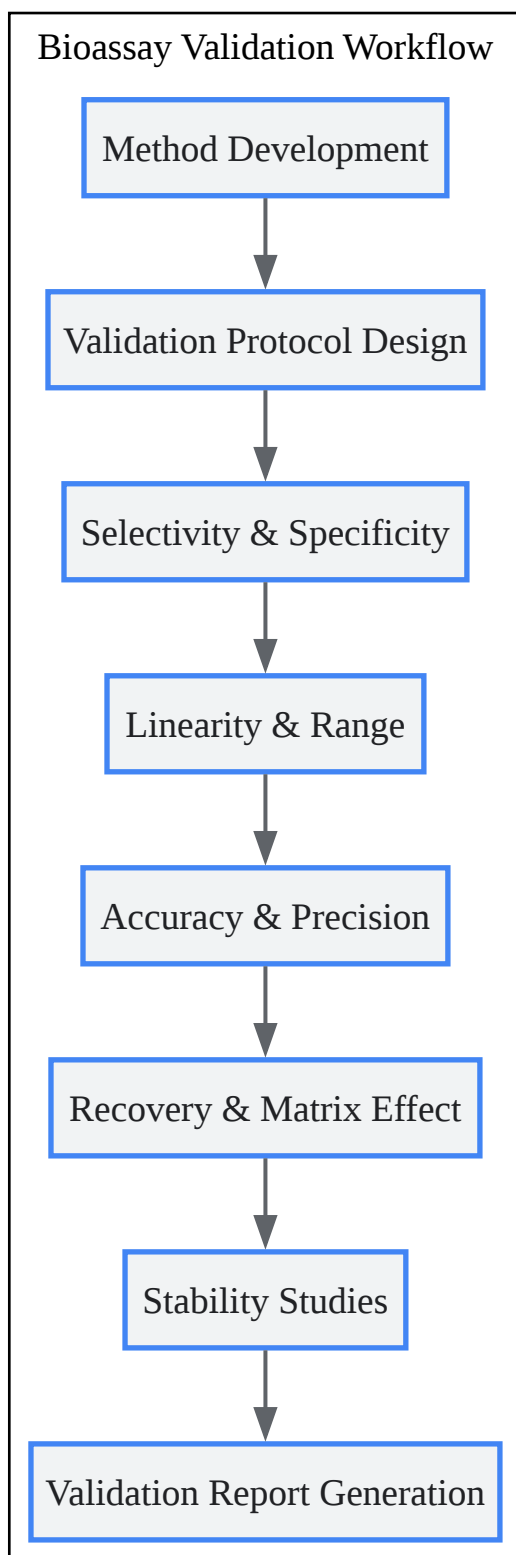 Bioassay Validation Workflow
Method Development
Validation Protocol Design
Selectivity & Specificity
Linearity & Range
Accuracy & Precision
Recovery & Matrix Effect
Stability Studies
Validation Report Generation